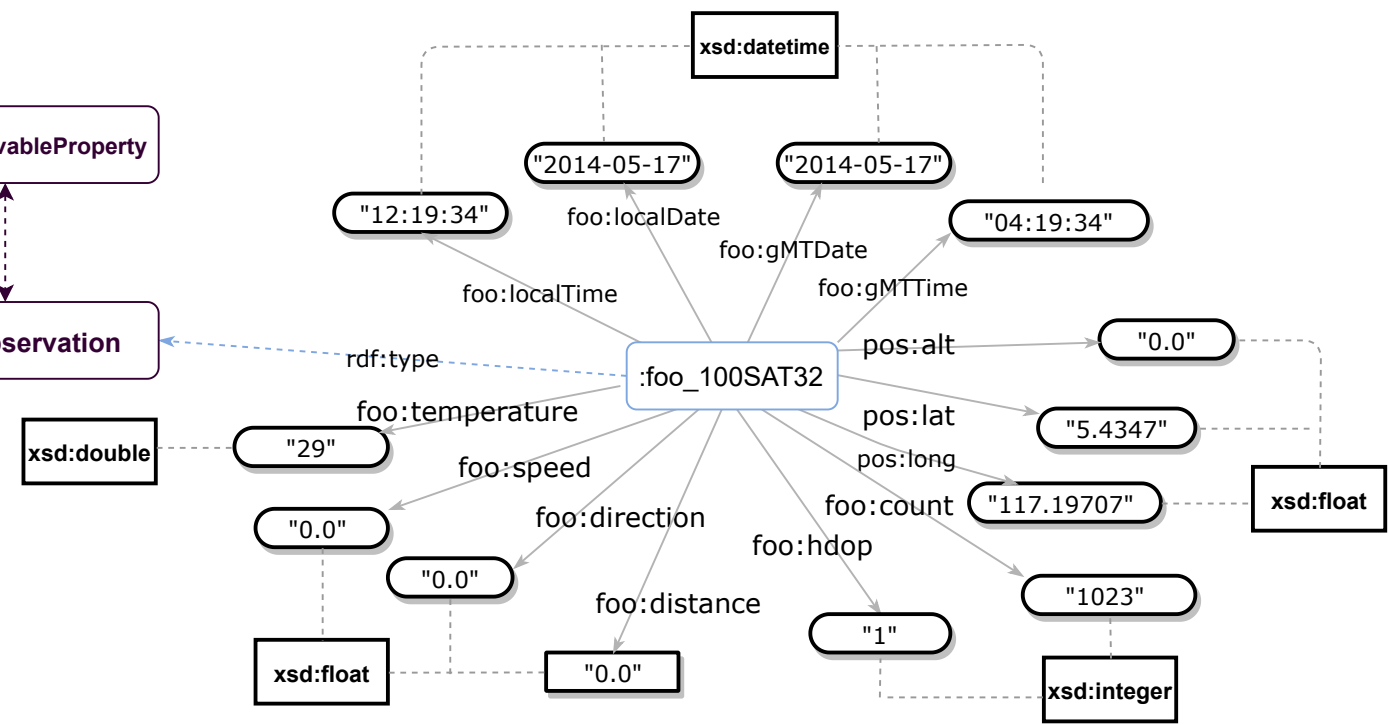 xsd:datetime
vableProperty
"2014-05-17"
"2014-05-17"
"12:19:34"
foo:localDate
"04:19:34"
foo:gMTDate
foo:localTime
foo:gMTTime
servation
rdf:type
:foo_100SAT32
pos:alt
"0.0"
foo:temperature
pos:lat
"5.4347"
xsd:double
"29"
foo:speed
pos:long
foo:direction
foo:count
"117.19707"
xsd:float
"0.0"
foo:hdop
"0.0"
foo:distance
"1023"
"1"
xsd:float
"0.0"
xsd:integer